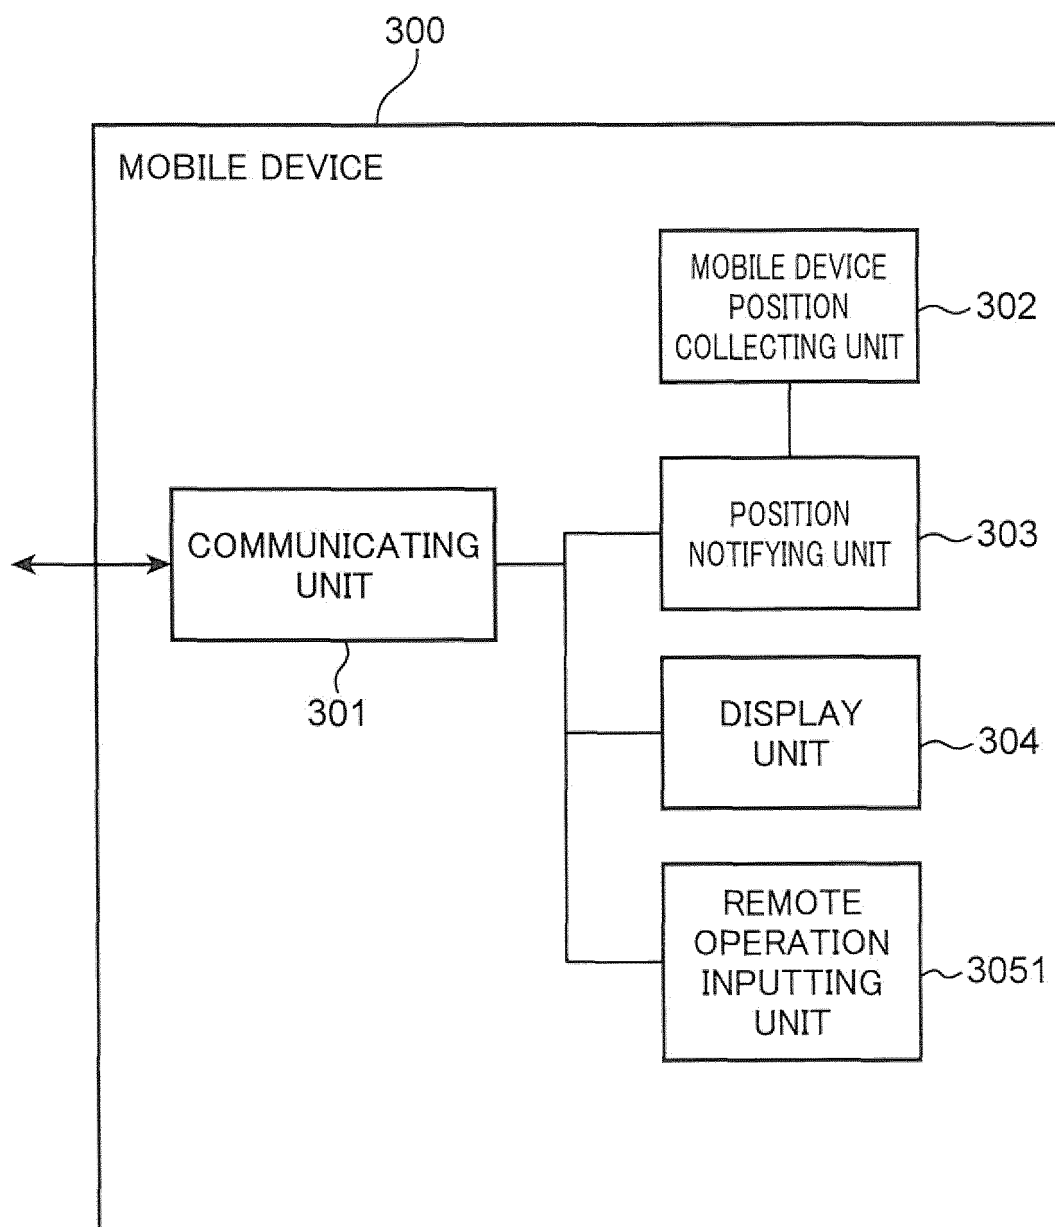 300
MOBILE DEVICE
MOBILE DEVICE
POSITION
COLLECTING UNIT
302
POSITION
NOTIFYING UNIT
303
COMMUNICATING
UNIT
301
DISPLAY
UNIT
304
REMOTE
OPERATION
INPUTTING
UNIT
3051